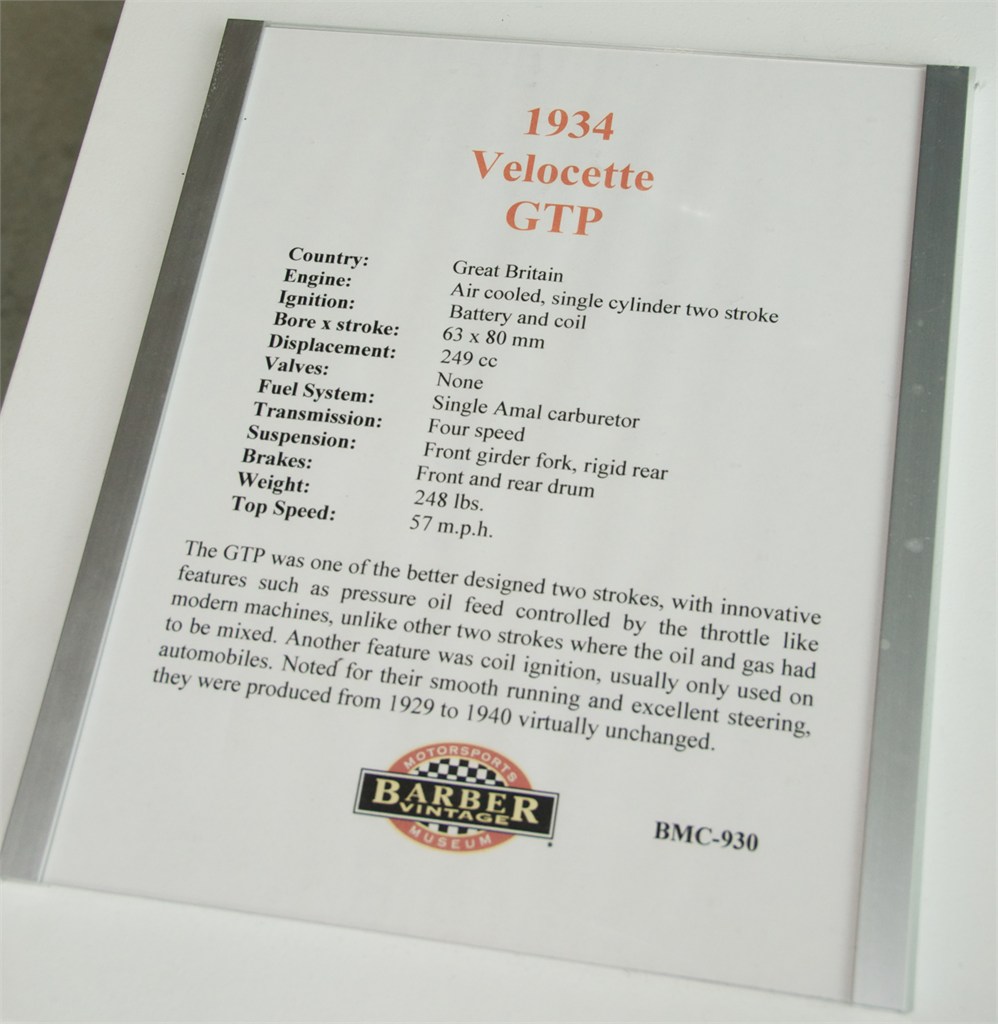 1934
Velocette
GTP
Country: Great Britain
Engine: Air cooled, single cylinder two stroke
Ignition: Battery and coil
Bore x stroke: 63 x 80 mm
Displacement: 249 cc
Valves: None
Fuel System: Single Amal carburetor
Transmission: Four speed
Suspension: Front girder fork, rigid rear
Brakes: Front and rear drum
Weight: 248 lbs.
Top Speed: 57 m.p.h.
The GTP was one of the better designed two strokes, with innovative
features such as pressure oil feed controlled by the throttle like
modern machines, unlike other two strokes where the oil and gas had
to be mixed. Another feature was coil ignition, usually only used on
automobiles. Noted for their smooth running and excellent steering,
they were produced from 1929 to 1940 virtually unchanged.
MOTORSPORTS
BARBER
VINTAGE
MUSEUM
BMC-930